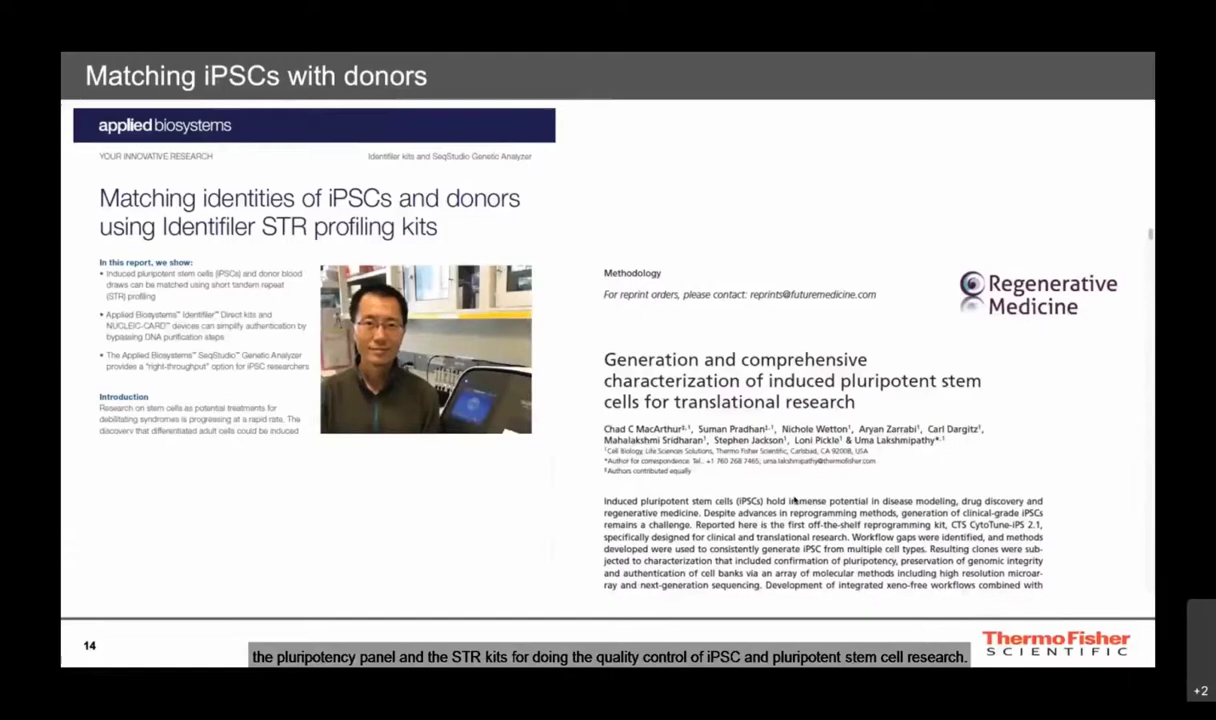 Matching iPSCs with donors
appliedbiosystems
YOUR INNOVATIVE RESEARCH
Identifiler kits and SeqStudio Genetic Analyzer
Matching identities of iPSCs and donors
using Identifiler STR profiling kits
In this report, we show:
• Induced pluripotent stem cells (iPSCs) and donor blood
draws can be matched using short tandem repeat
(STR) profiling
• Applied Biosystems™ Identifiler™ Direct kits and
NUCLEIC-CARD™ devices can simplify authentication by
bypassing DNA purification steps
• The Applied Biosystems™ SeqStudio™ Genetic Analyzer
provides a "right-throughput" option for iPSC researchers
Introduction
Research on stem cells as potential treatments for
debilitating syndromes is progressing at a rapid rate. The
discovery that differentiated adult cells could be induced
Methodology
For reprint orders, please contact: reprints@futuremedicine.com
Regenerative
Medicine
Generation and comprehensive
characterization of induced pluripotent stem
cells for translational research
Chad C MacArthur‡,1, Suman Pradhan‡,1, Nichole Wetton1, Aryan Zarrabi1, Carl Dargitz1,
Mahalakshmi Sridharan1, Stephen Jackson1, Loni Pickle1 & Uma Lakshmipathy*,1
1Cell Biology, Life Sciences Solutions, Thermo Fisher Scientific, Carlsbad, CA 92008, USA
*Author for correspondence: Tel.: +1 760 268 7465; uma.lakshmipathy@thermofisher.com
‡Authors contributed equally
Induced pluripotent stem cells (iPSCs) hold immense potential in disease modeling, drug discovery and
regenerative medicine. Despite advances in reprogramming methods, generation of clinical-grade iPSCs
remains a challenge. Reported here is the first off-the-shelf reprogramming kit, CTS CytoTune-iPS 2.1,
specifically designed for clinical and translational research. Workflow gaps were identified, and methods
developed were used to consistently generate iPSC from multiple cell types. Resulting clones were sub-
jected to characterization that included confirmation of pluripotency, preservation of genomic integrity
and authentication of cell banks via an array of molecular methods including high resolution microar-
ray and next-generation sequencing. Development of integrated xeno-free workflows combined with
14
the pluripotency panel and the STR kits for doing the quality control of iPSC and pluripotent stem cell research.
ThermoFisher
SCIENTIFIC
+2